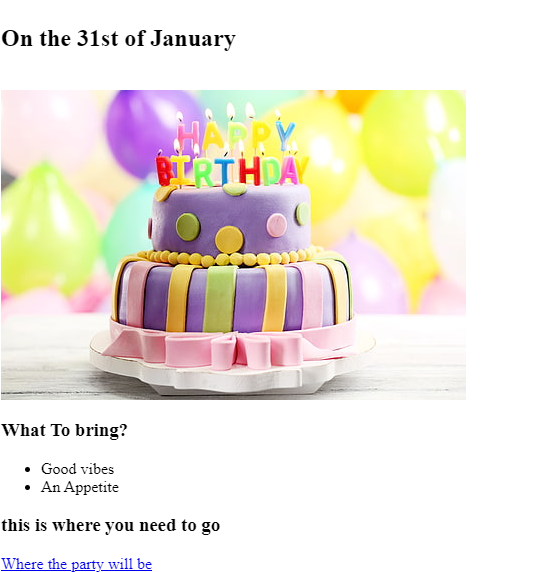 On the 31st of January
HAPPY
BIRTHDAY
What To bring?
Good vibes
An Appetite
this is where you need to go
Where the party will be